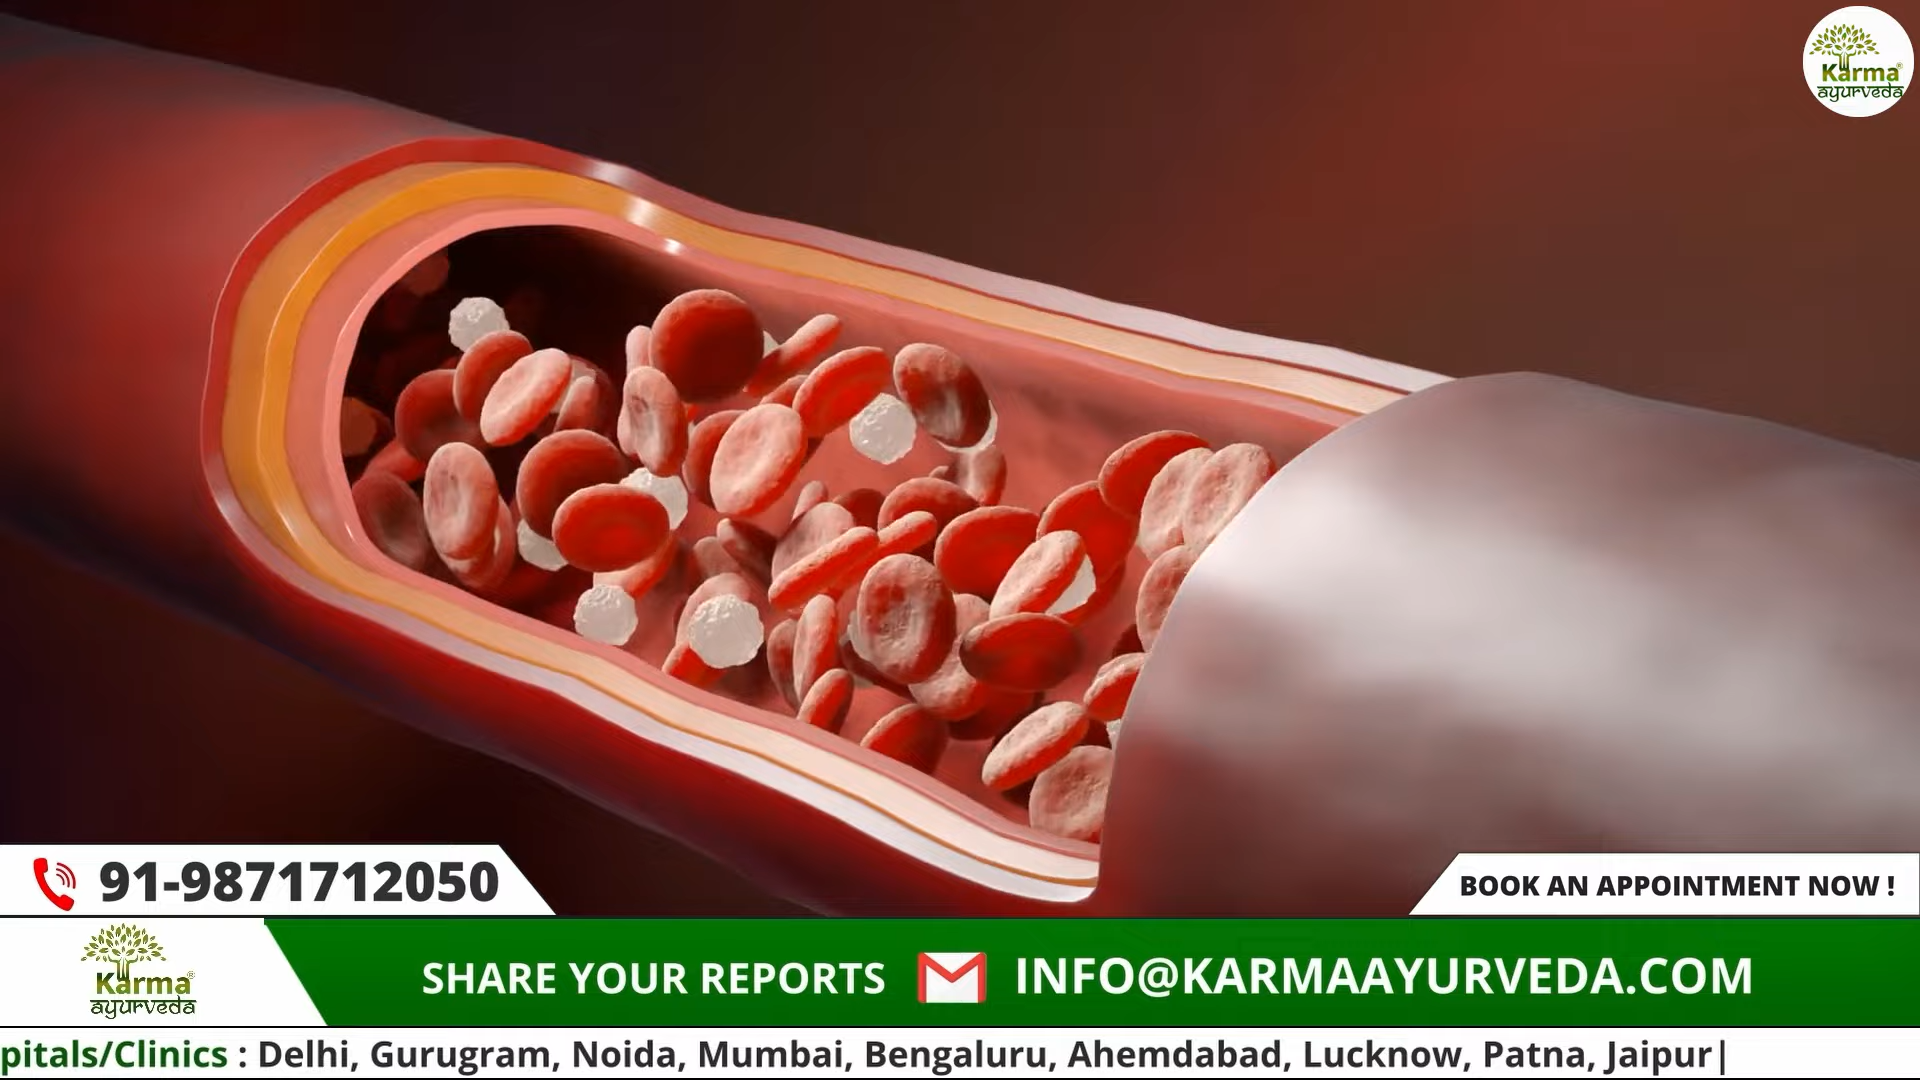 Karma®
ayurveda
91-9871712050
BOOK AN APPOINTMENT NOW !
Karma®
ayurveda
SHARE YOUR REPORTS
INFO@KARMAAYURVEDA.COM
pitals/Clinics : Delhi, Gurugram, Noida, Mumbai, Bengaluru, Ahemdabad, Lucknow, Patna, Jaipur|